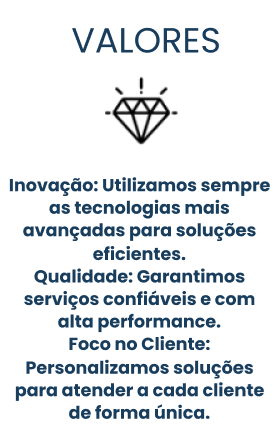 VALORES
Inovação: Utilizamos sempre
as tecnologias mais
avançadas para soluções
eficientes.
Qualidade: Garantimos
serviços confiáveis e com
alta performance.
Foco no Cliente:
Personalizamos soluções
para atender a cada cliente
de forma única.